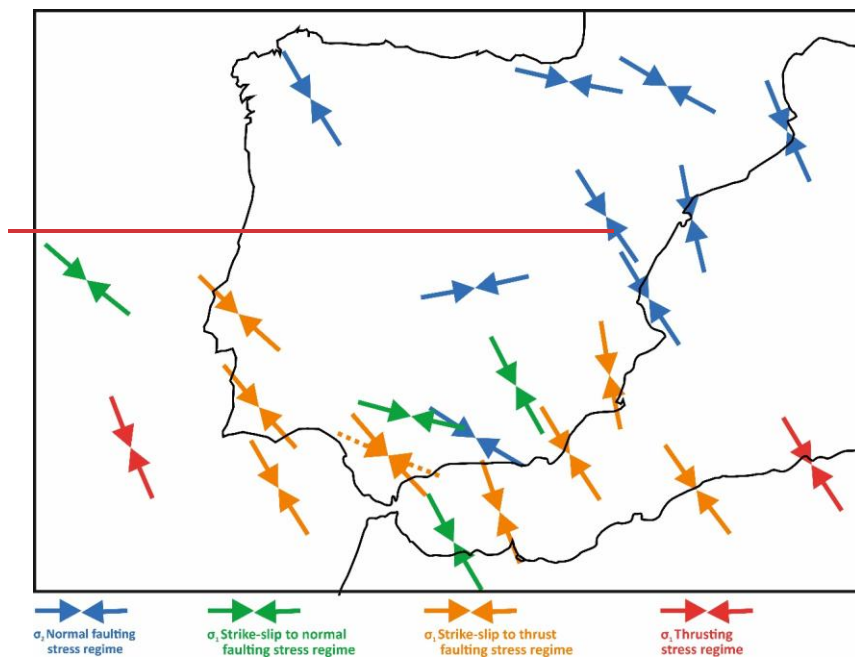 σ₂ Normal faulting
stress regime
σ₁ Strike-slip to normal
faulting stress regime
σ₁ Strike-slip to thrust
faulting stress regime
σ₁ Thrusting
stress regime